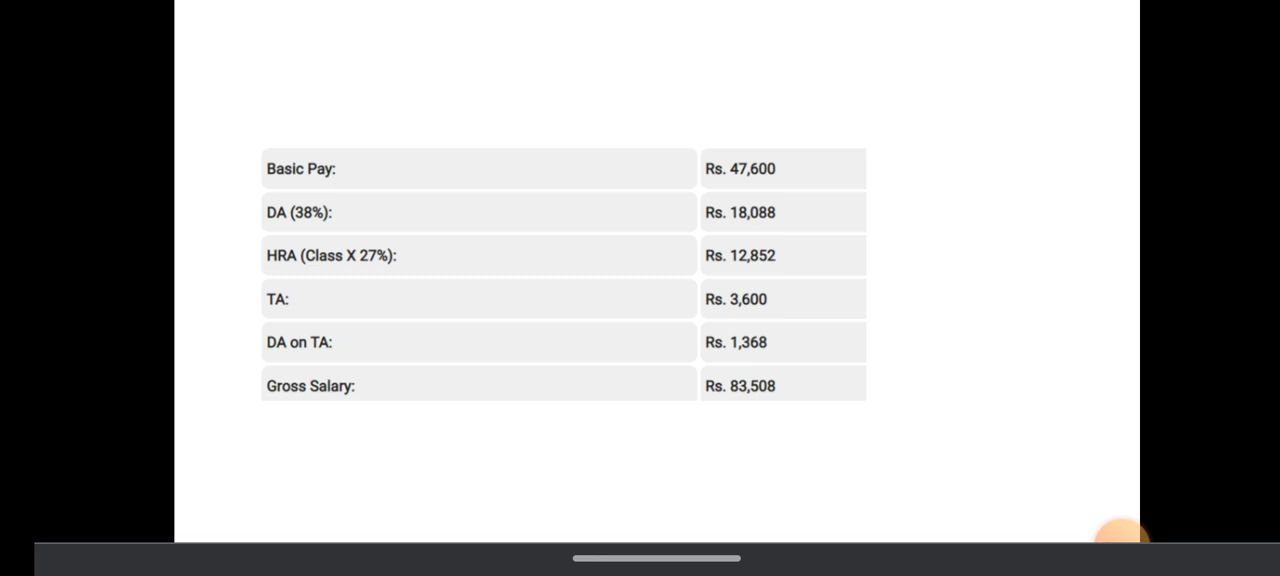 Basic Pay: Rs. 47,600
DA (38%): Rs. 18,088
HRA (Class X 27%): Rs. 12,852
TA: Rs. 3,600
DA on TA: Rs. 1,368
Gross Salary: Rs. 83,508